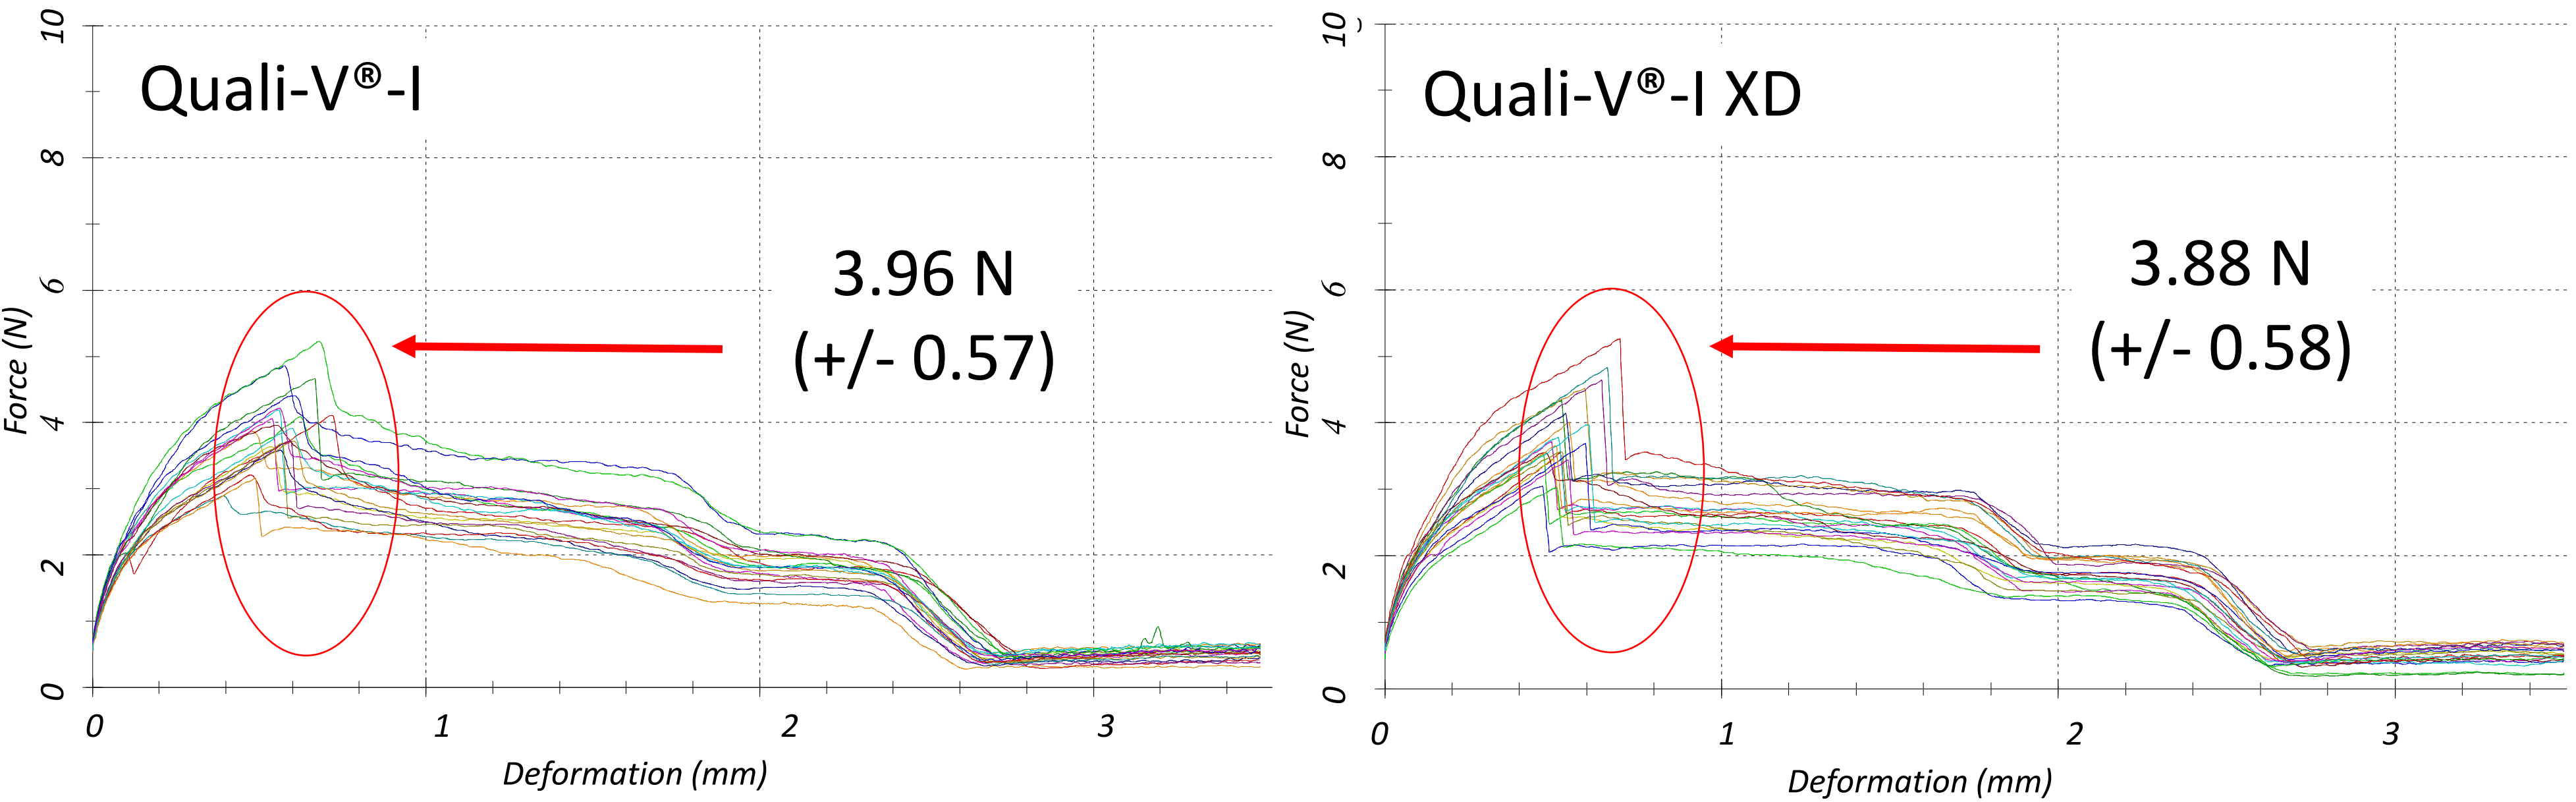 Quali-V®-I
3.96 N
(+/- 0.57)
Force (N)
10
8
6
4
2
0
0 1 2 3
Deformation (mm)
Quali-V®-I XD
3.88 N
(+/- 0.58)
Force (N)
10
8
6
4
2
0
0 1 2 3
Deformation (mm)